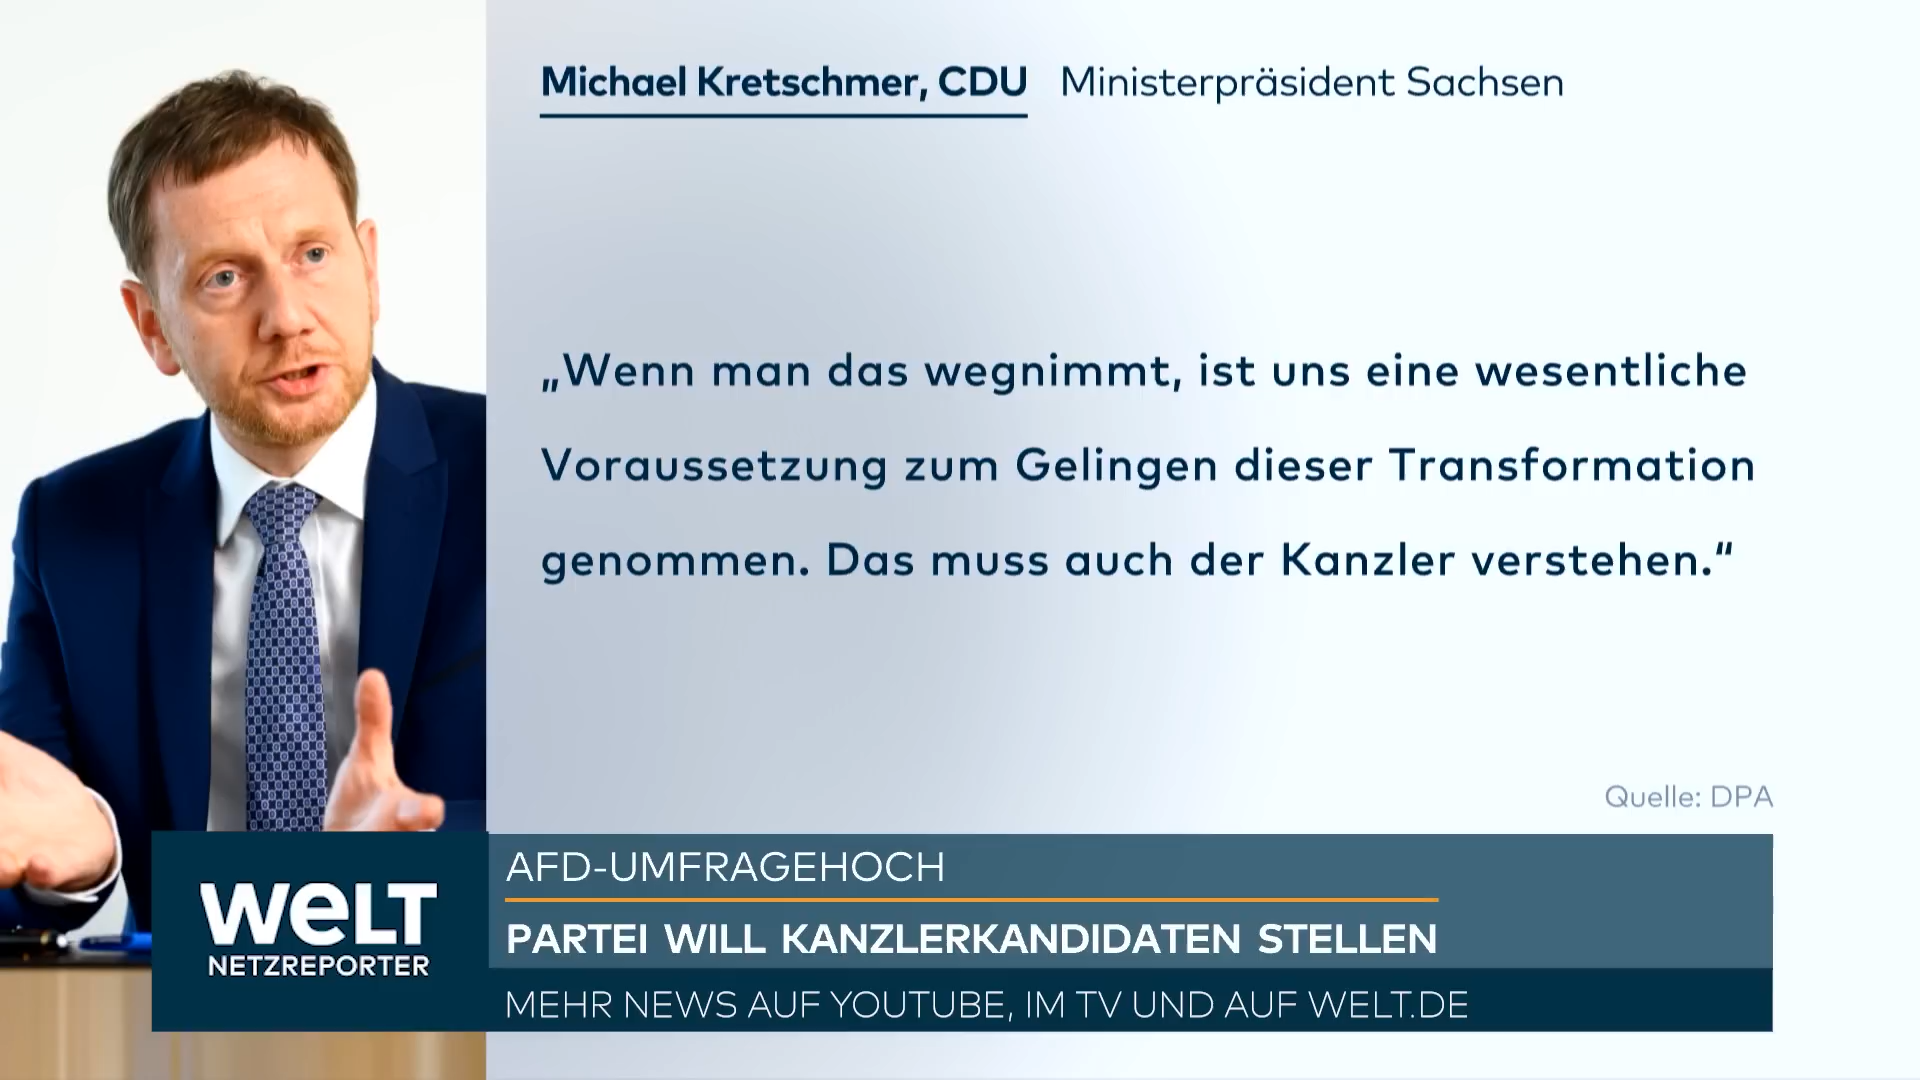 Michael Kretschmer, CDU Ministerpräsident Sachsen
„Wenn man das wegnimmt, ist uns eine wesentliche
Voraussetzung zum Gelingen dieser Transformation
genommen. Das muss auch der Kanzler verstehen.“
Quelle: DPA
WELT
NETZREPORTER
AFD-UMFRAGEHOCH
PARTEI WILL KANZLERKANDIDATEN STELLEN
MEHR NEWS AUF YOUTUBE, IM TV UND AUF WELT.DE